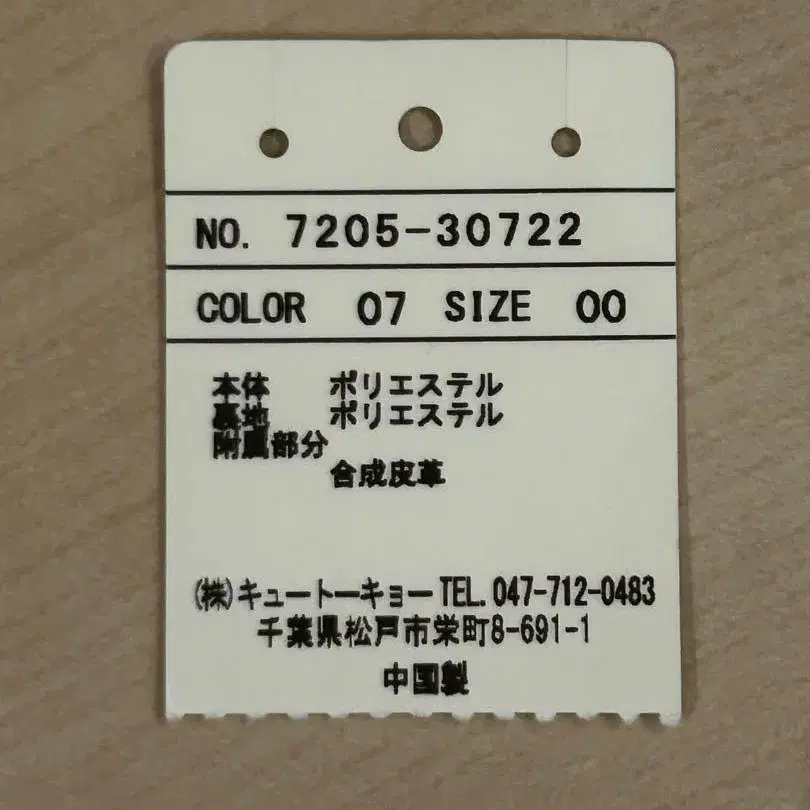 NO. 7205-30722
COLOR 07 SIZE 00
本体 ポリエステル
裏地 ポリエステル
附属部分
合成皮革
(株)キュートーキョーTEL.047-712-0483
千葉県松戸市栄町8-691-1
中国製